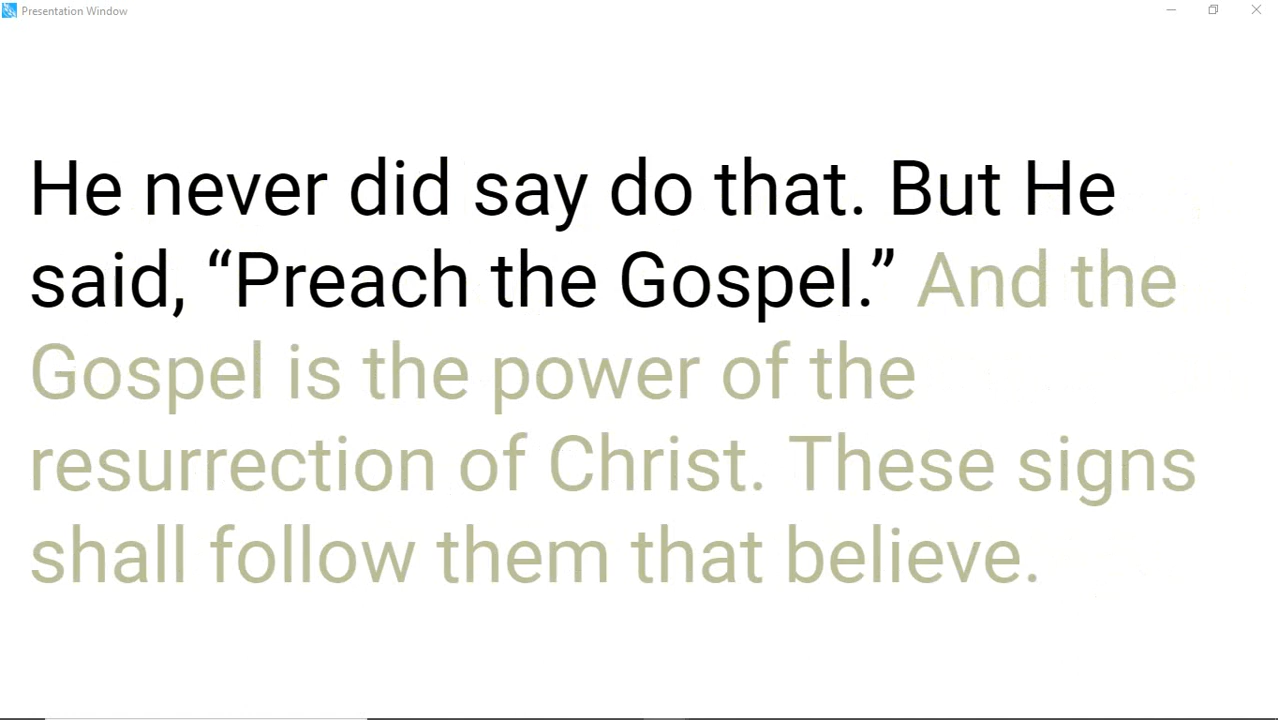 Presentation Window
He never did say do that. But He
said, “Preach the Gospel.” And the
Gospel is the power of the
resurrection of Christ. These signs
shall follow them that believe.